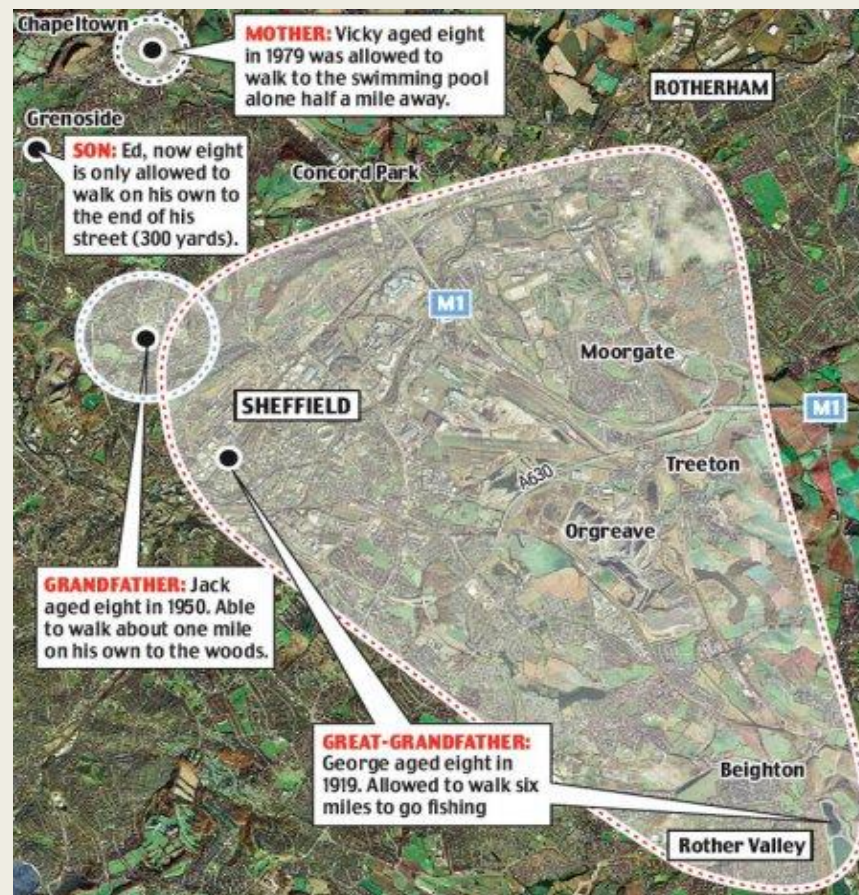 Chapeltown
MOTHER: Vicky aged eight
in 1979 was allowed to
walk to the swimming pool
alone half a mile away.
ROTHERHAM
Grenoside
SON: Ed, now eight
is only allowed to
walk on his own to
the end of his
street (300 yards).
Concord Park
M1
Moorgate
SHEFFIELD
M1
Treeton
A630
Orgreave
GRANDFATHER: Jack
aged eight in 1950. Able
to walk about one mile
on his own to the woods.
GREAT-GRANDFATHER:
George aged eight in
1919. Allowed to walk six
miles to go fishing
Beighton
Rother Valley